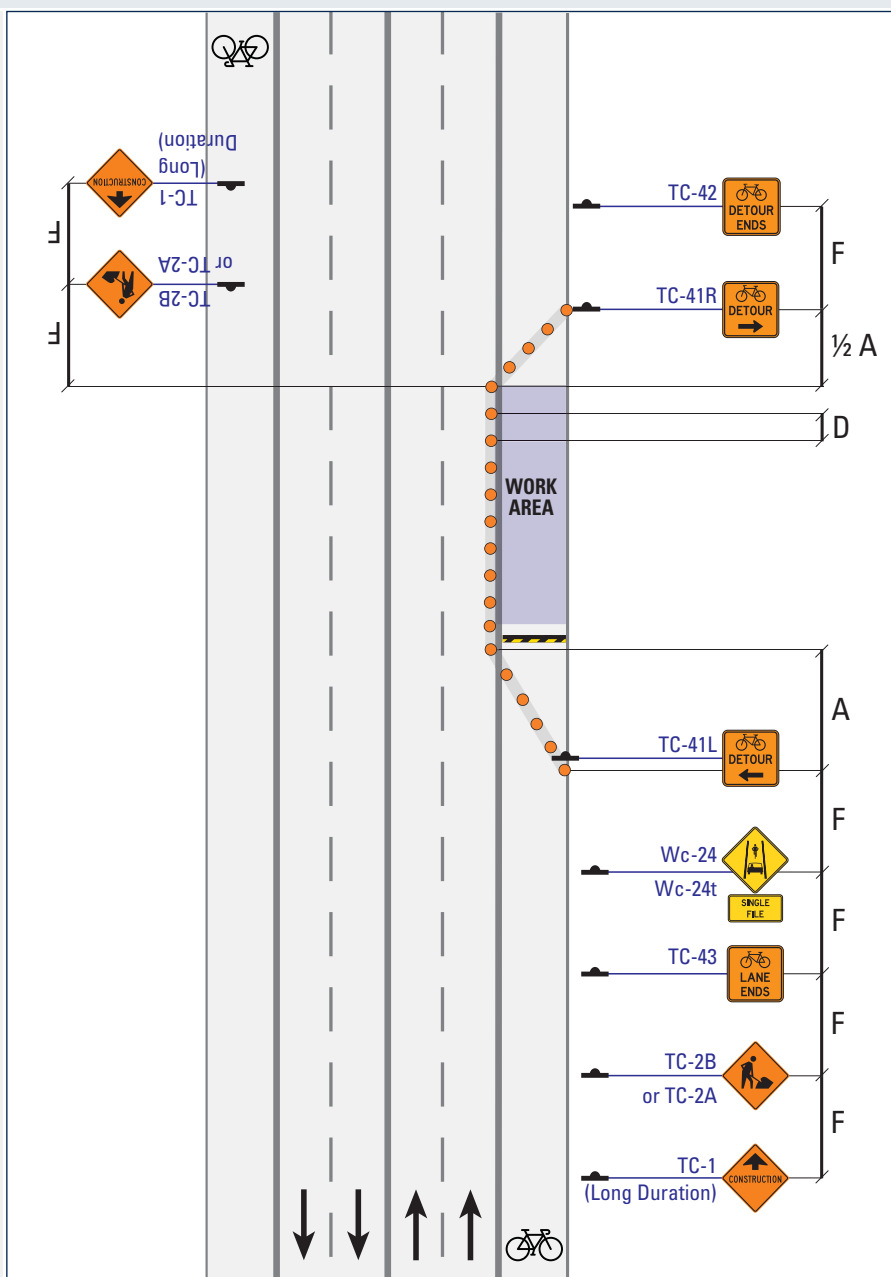 TC-1
(Long
Duration)
CONSTRUCTION
F
TC-2B
or TC-2A
F
TC-42
DETOUR
ENDS
F
TC-41R
DETOUR
½ A
D
WORK
AREA
A
TC-41L
DETOUR
F
Wc-24
Wc-24t
SINGLE
FILE
F
TC-43
LANE
ENDS
F
TC-2B
or TC-2A
F
TC-1
(Long Duration)
CONSTRUCTION